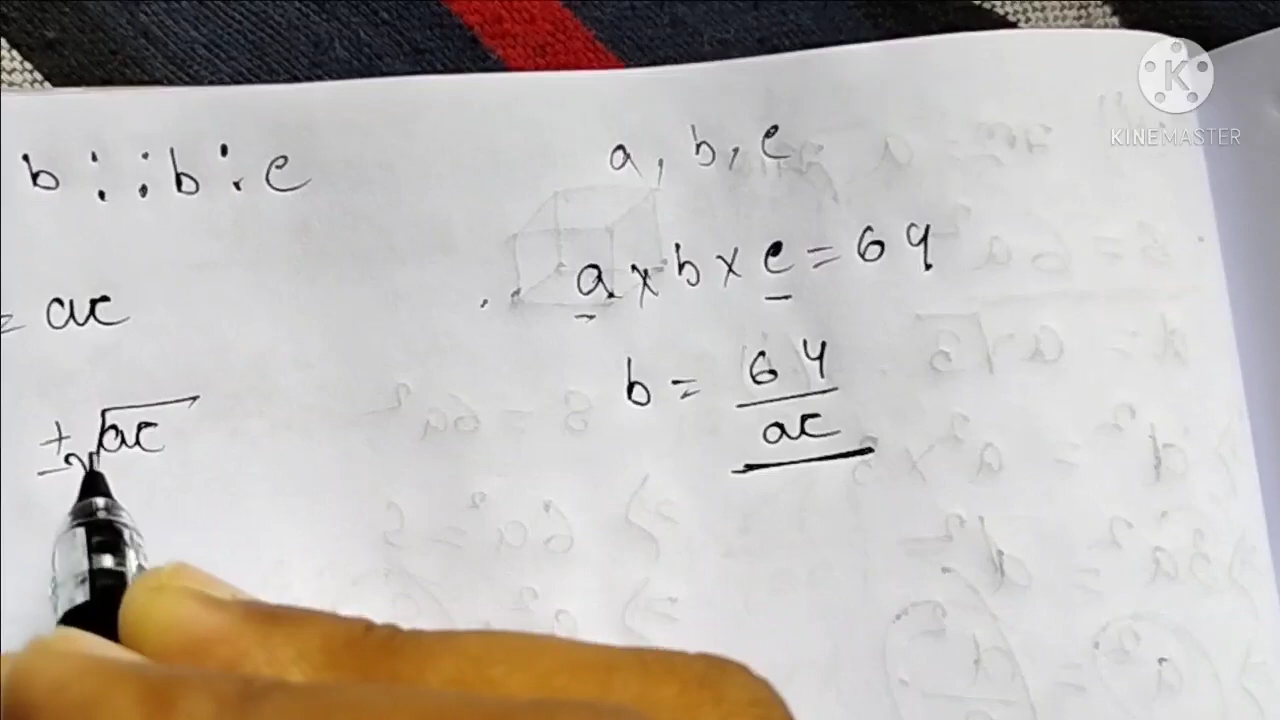 b : : b : c
= ac
± √ac
a, b, c
a × b × c = 64
b = 64
ac
KINEMASTER